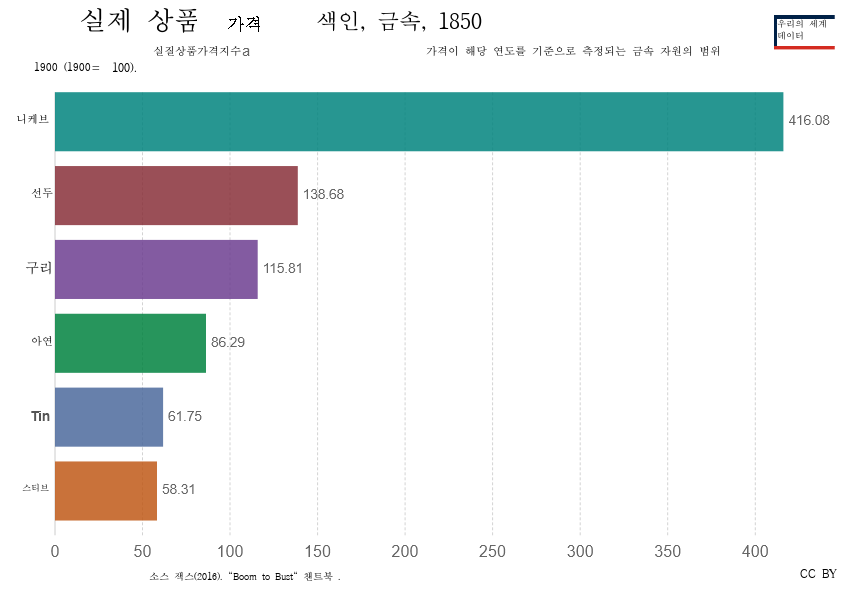 실제 상품 가격 색인, 금속, 1850
우리의 세계
데이터
실질상품가격지수a 가격이 해당 연도를 기준으로 측정되는 금속 자원의 범위
1900 (1900= 100).
니케브 416.08
선두 138.68
구리 115.81
아연 86.29
Tin 61.75
스티브 58.31
0 50 100 150 200 250 300 350 400
소스 잭스(2016). "Boom to Bust" 챈트북 .
CC BY